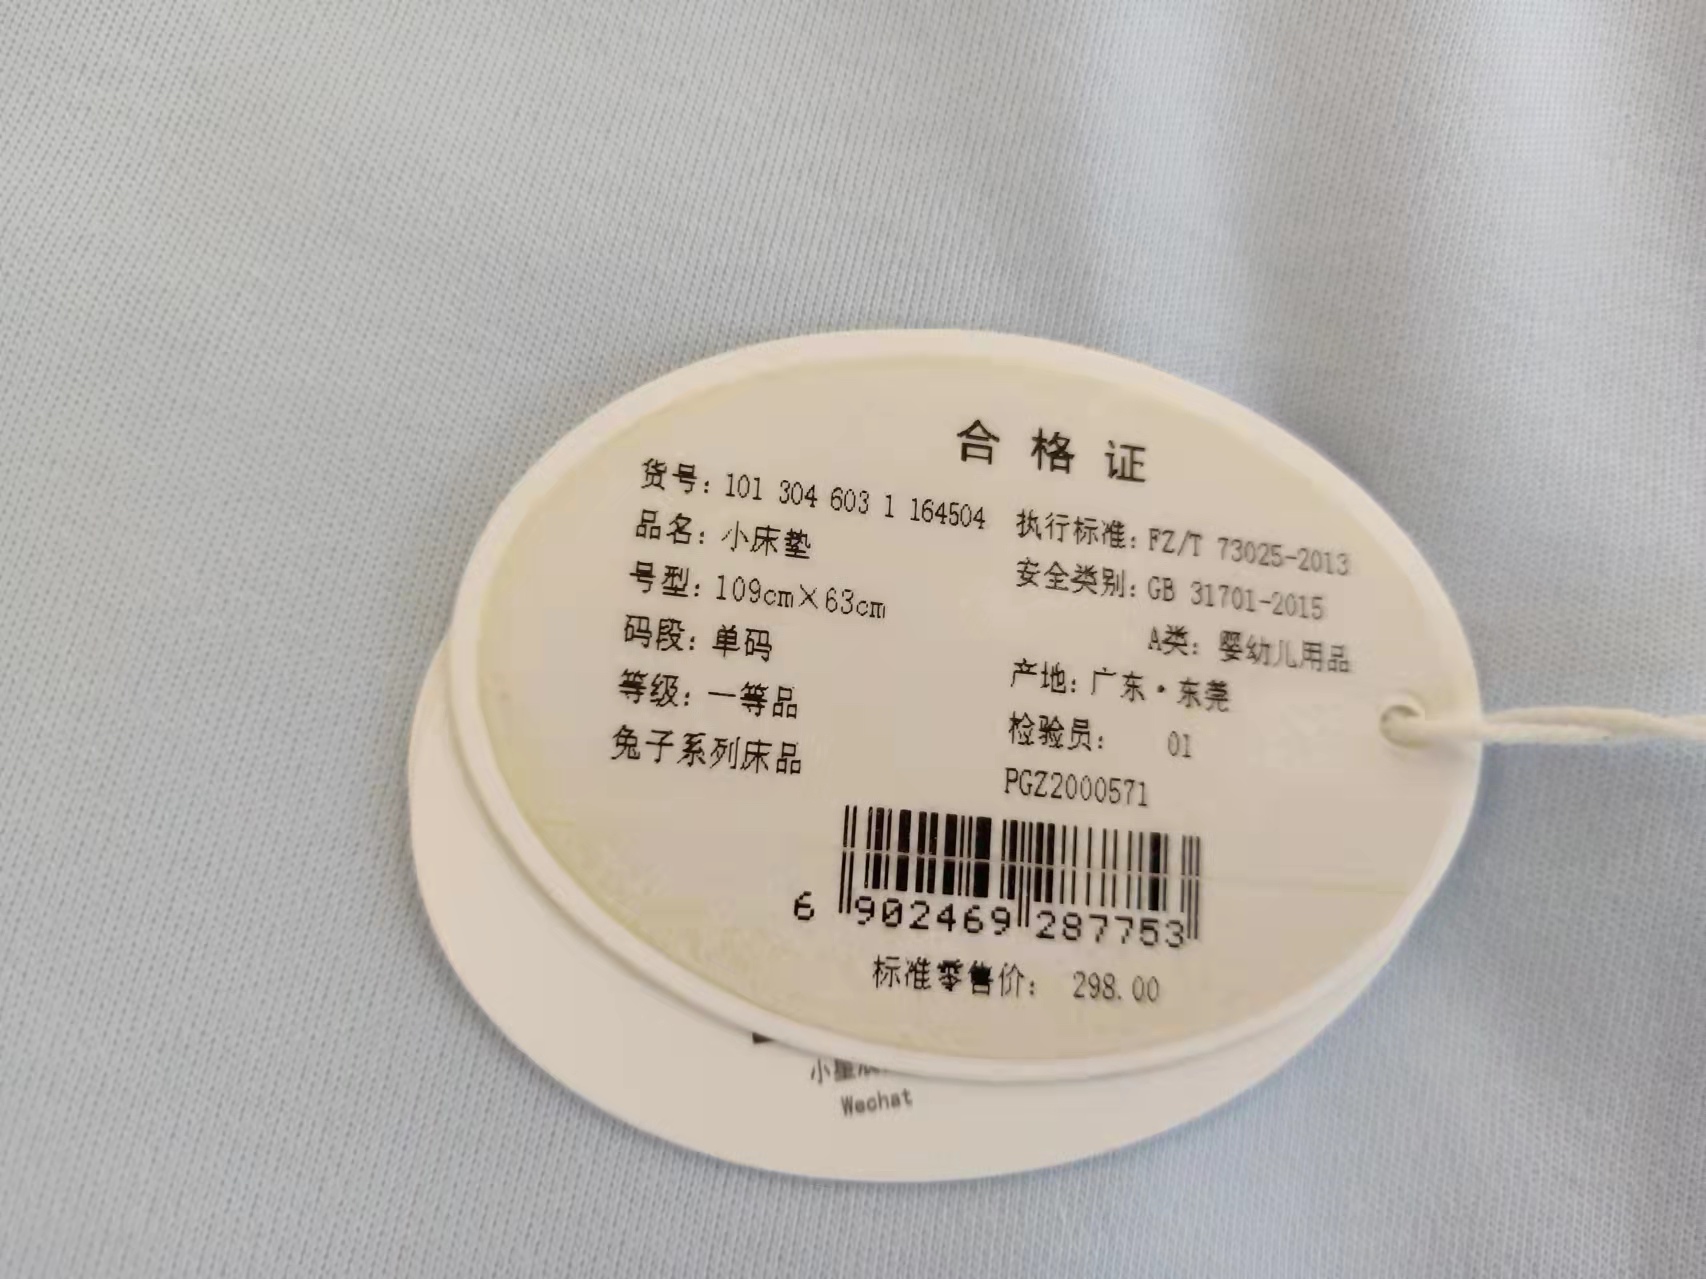 合格证
货号: 101 304 603 1 164504
品名: 小床垫
号型: 109cm×63cm
码段: 单码
等级: 一等品
兔子系列床品
执行标准: FZ/T 73025-2013
安全类别: GB 31701-2015
A类: 婴幼儿用品
产地: 广东·东莞
检验员: 01
PGZ2000571
6 902469 287753
标准零售价: 298.00
Wechat